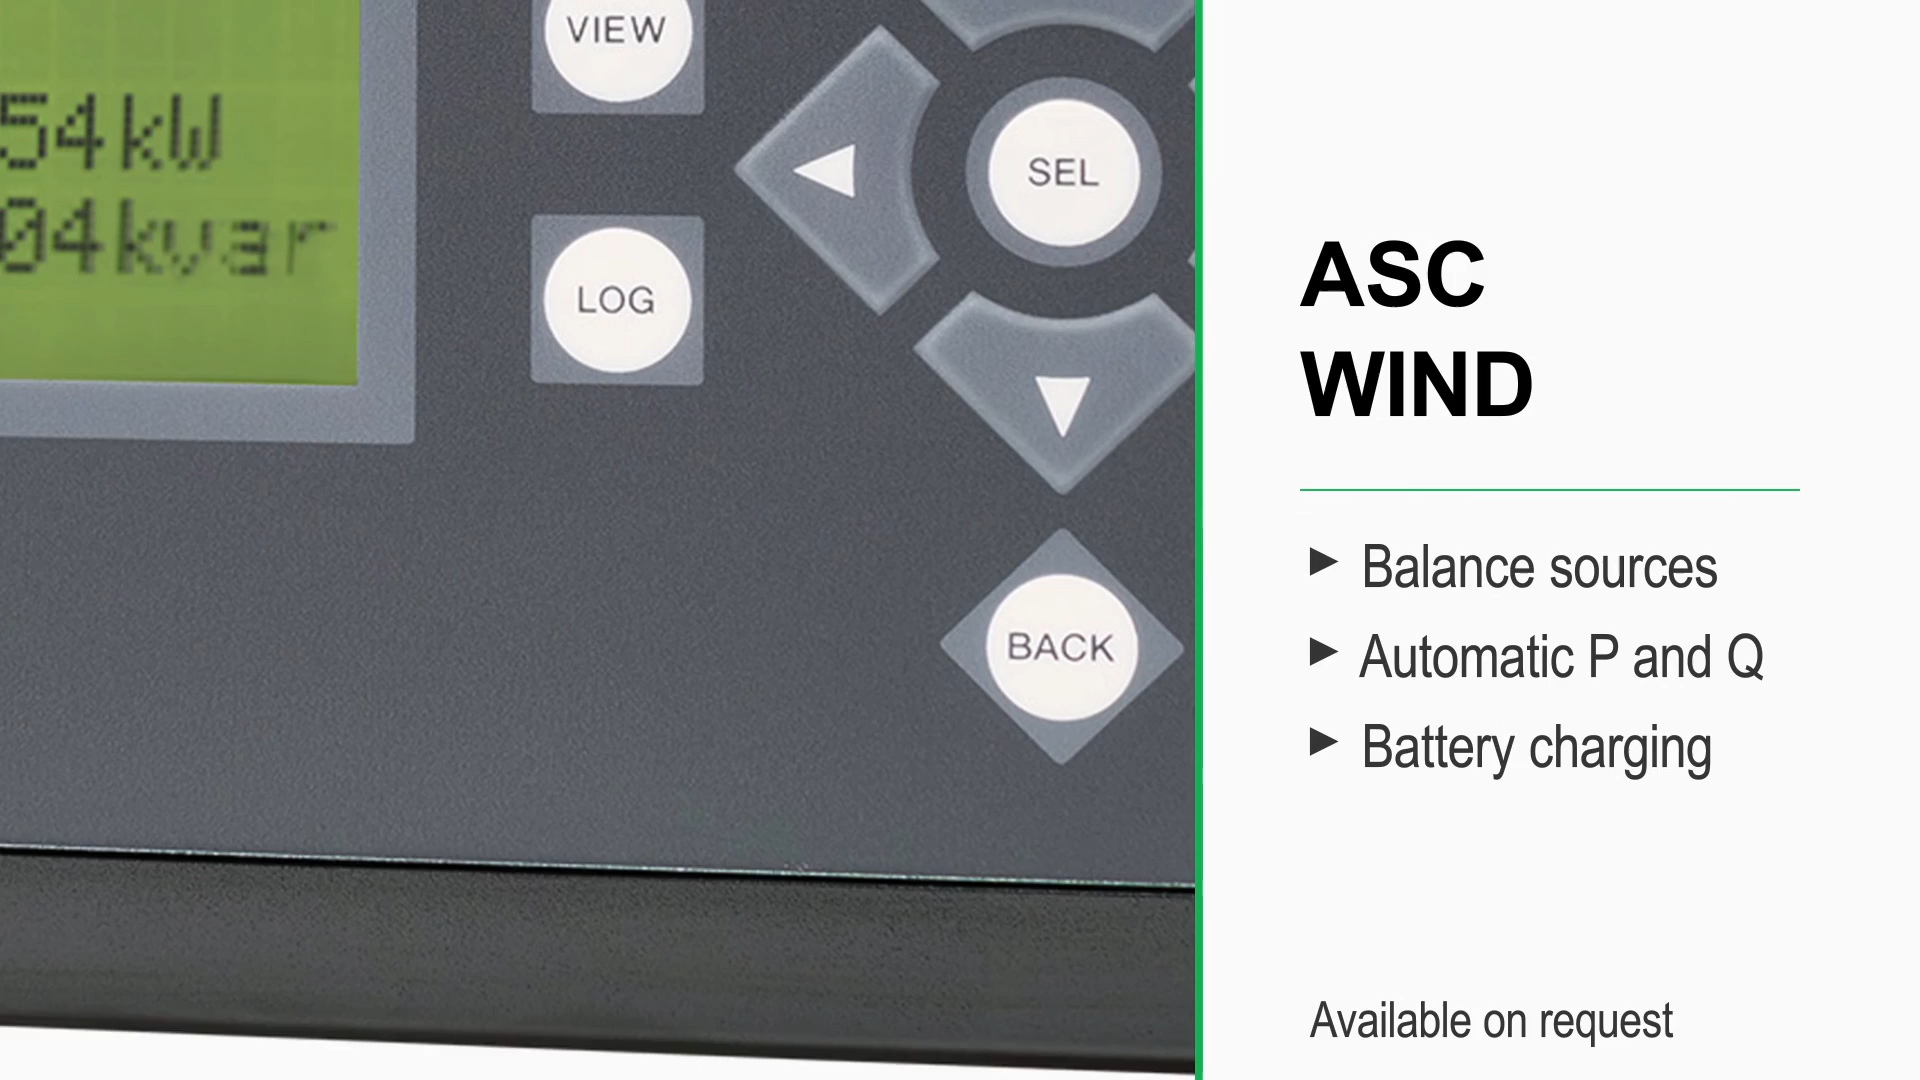 VIEW
54kW
SEL
04kvar
LOG
BACK
ASC
WIND
Balance sources
Automatic P and Q
Battery charging
Available on request